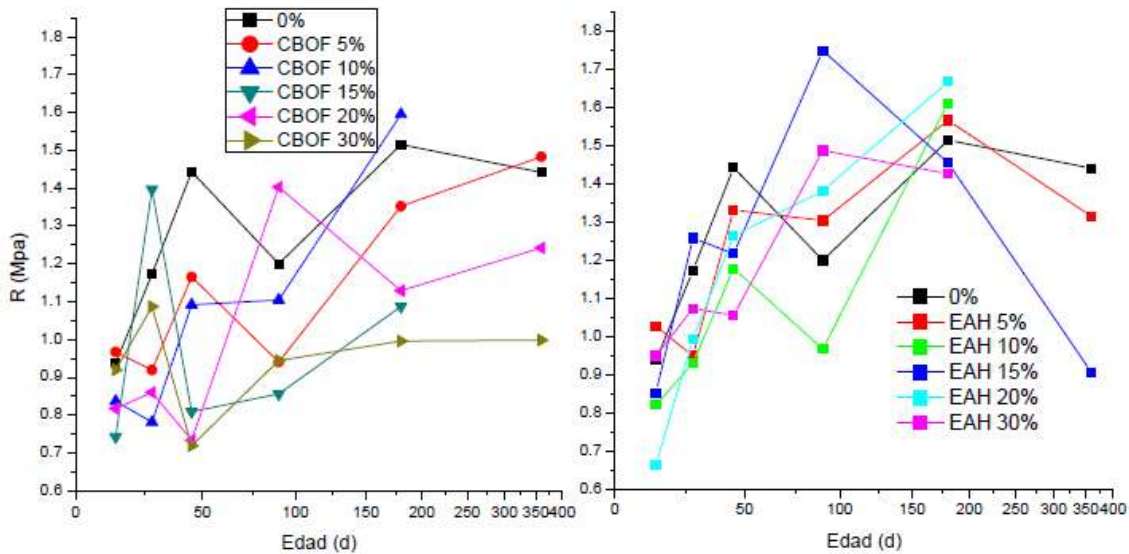 1.8
1.7
1.6
1.5
1.4
1.3
1.2
1.1
1.0
0.9
0.8
0.7
0.6
R (Mpa)
0%
CBOF 5%
CBOF 10%
CBOF 15%
CBOF 20%
CBOF 30%
0 50 100 150 200 250 300 350 400
Edad (d)
1.8
1.7
1.6
1.5
1.4
1.3
1.2
1.1
1.0
0.9
0.8
0.7
0.6
0%
EAH 5%
EAH 10%
EAH 15%
EAH 20%
EAH 30%
0 50 100 150 200 250 300 350 400
Edad (d)